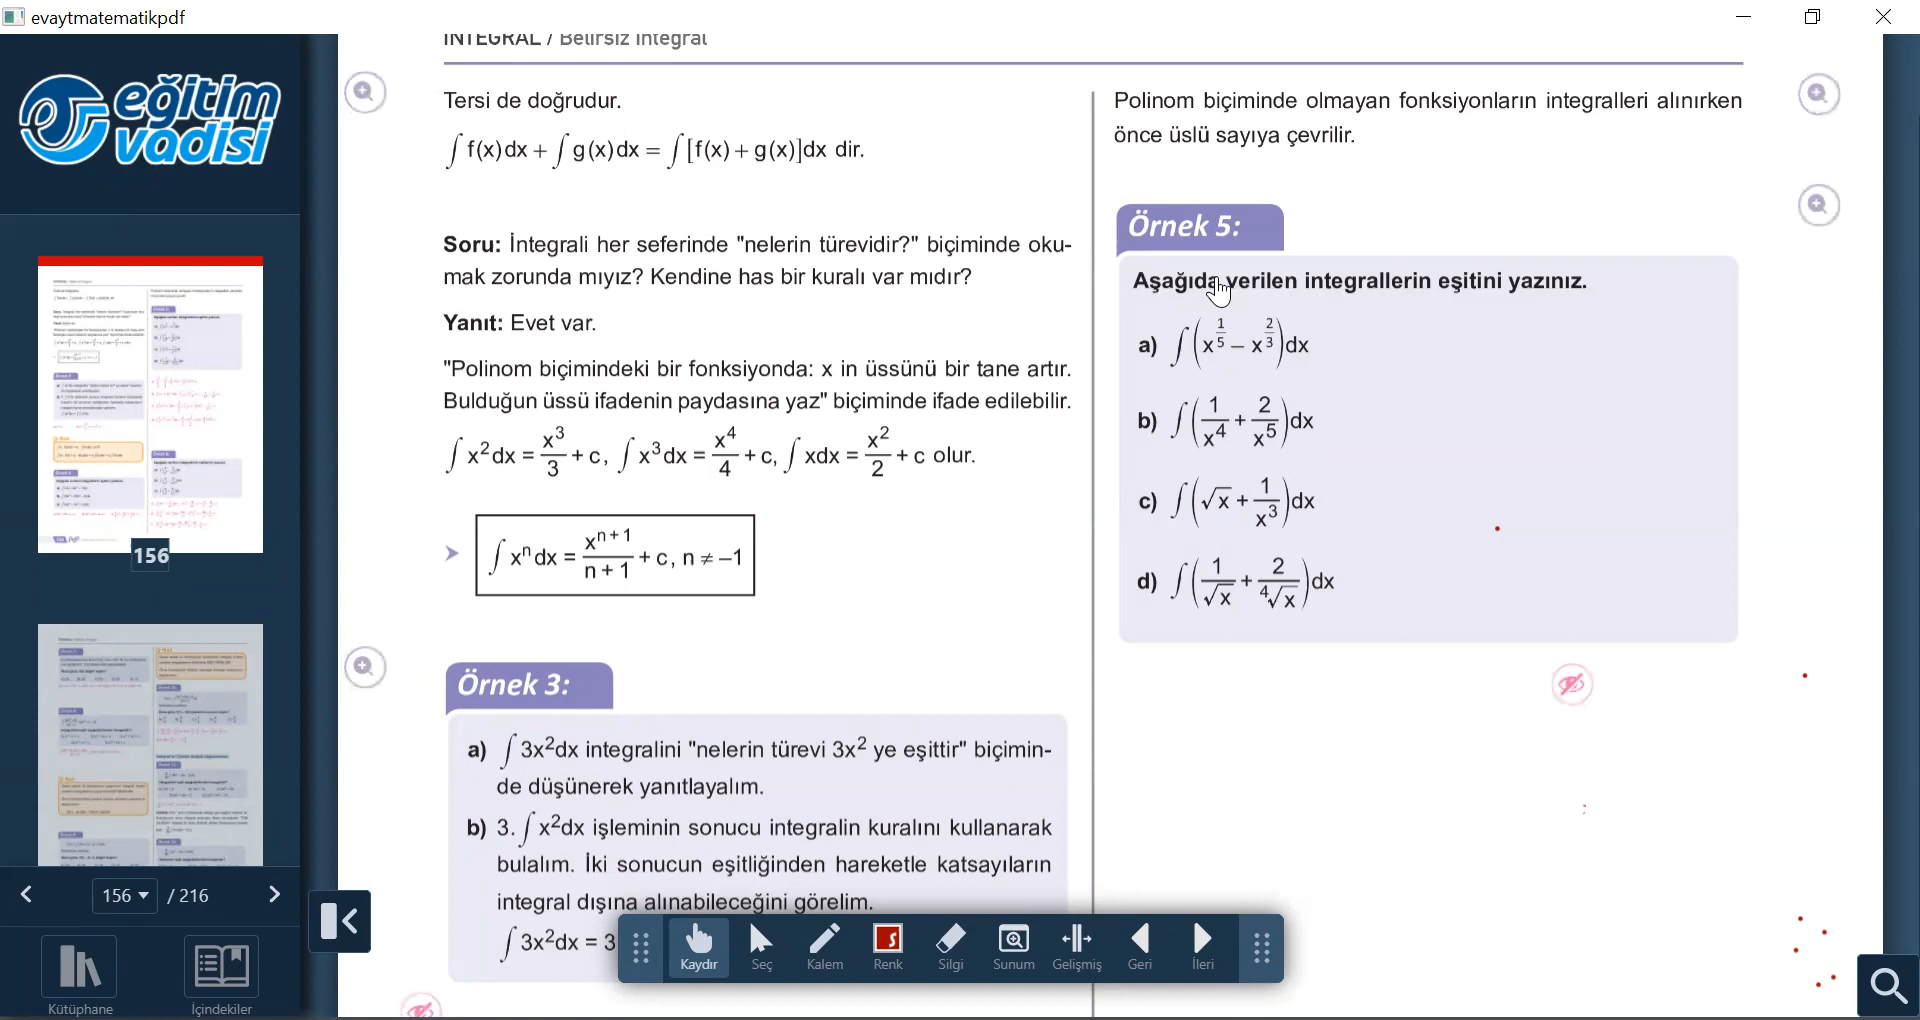 evaytmatematikpdf
eğitim
vadisi
156
156 / 216
Kütüphane
İçindekiler
İNTEGRAL / Belirsiz İntegral
Tersi de doğrudur.
∫ f(x)dx + ∫ g(x)dx = ∫ [f(x) + g(x)]dx dir.
Soru: İntegrali her seferinde "nelerin türevidir?" biçiminde oku-
mak zorunda mıyız? Kendine has bir kuralı var mıdır?
Yanıt: Evet var.
"Polinom biçimindeki bir fonksiyonda: x in üssünü bir tane artır.
Bulduğun üssü ifadenin paydasına yaz" biçiminde ifade edilebilir.
∫ x²dx = x³/3 + c, ∫ x³dx = x⁴/4 + c, ∫ xdx = x²/2 + c olur.
∫ xⁿdx = xⁿ⁺¹/(n + 1) + c, n ≠ –1
Örnek 3:
a) ∫ 3x²dx integralini "nelerin türevi 3x² ye eşittir" biçimin-
de düşünerek yanıtlayalım.
b) 3.∫ x²dx işleminin sonucu integralin kuralını kullanarak
bulalım. İki sonucun eşitliğinden hareketle katsayıların
integral dışına alınabileceğini görelim.
∫ 3x²dx = 3
Polinom biçiminde olmayan fonksiyonların integralleri alınırken
önce üslü sayıya çevrilir.
Örnek 5:
Aşağıda verilen integrallerin eşitini yazınız.
a) ∫ (x^(1/5) – x^(2/3))dx
b) ∫ (1/x⁴ + 2/x⁵)dx
c) ∫ (√x + 1/x³)dx
d) ∫ (1/√x + 2/⁴√x)dx
Kaydır Seç Kalem Renk Silgi Sunum Gelişmiş Geri İleri